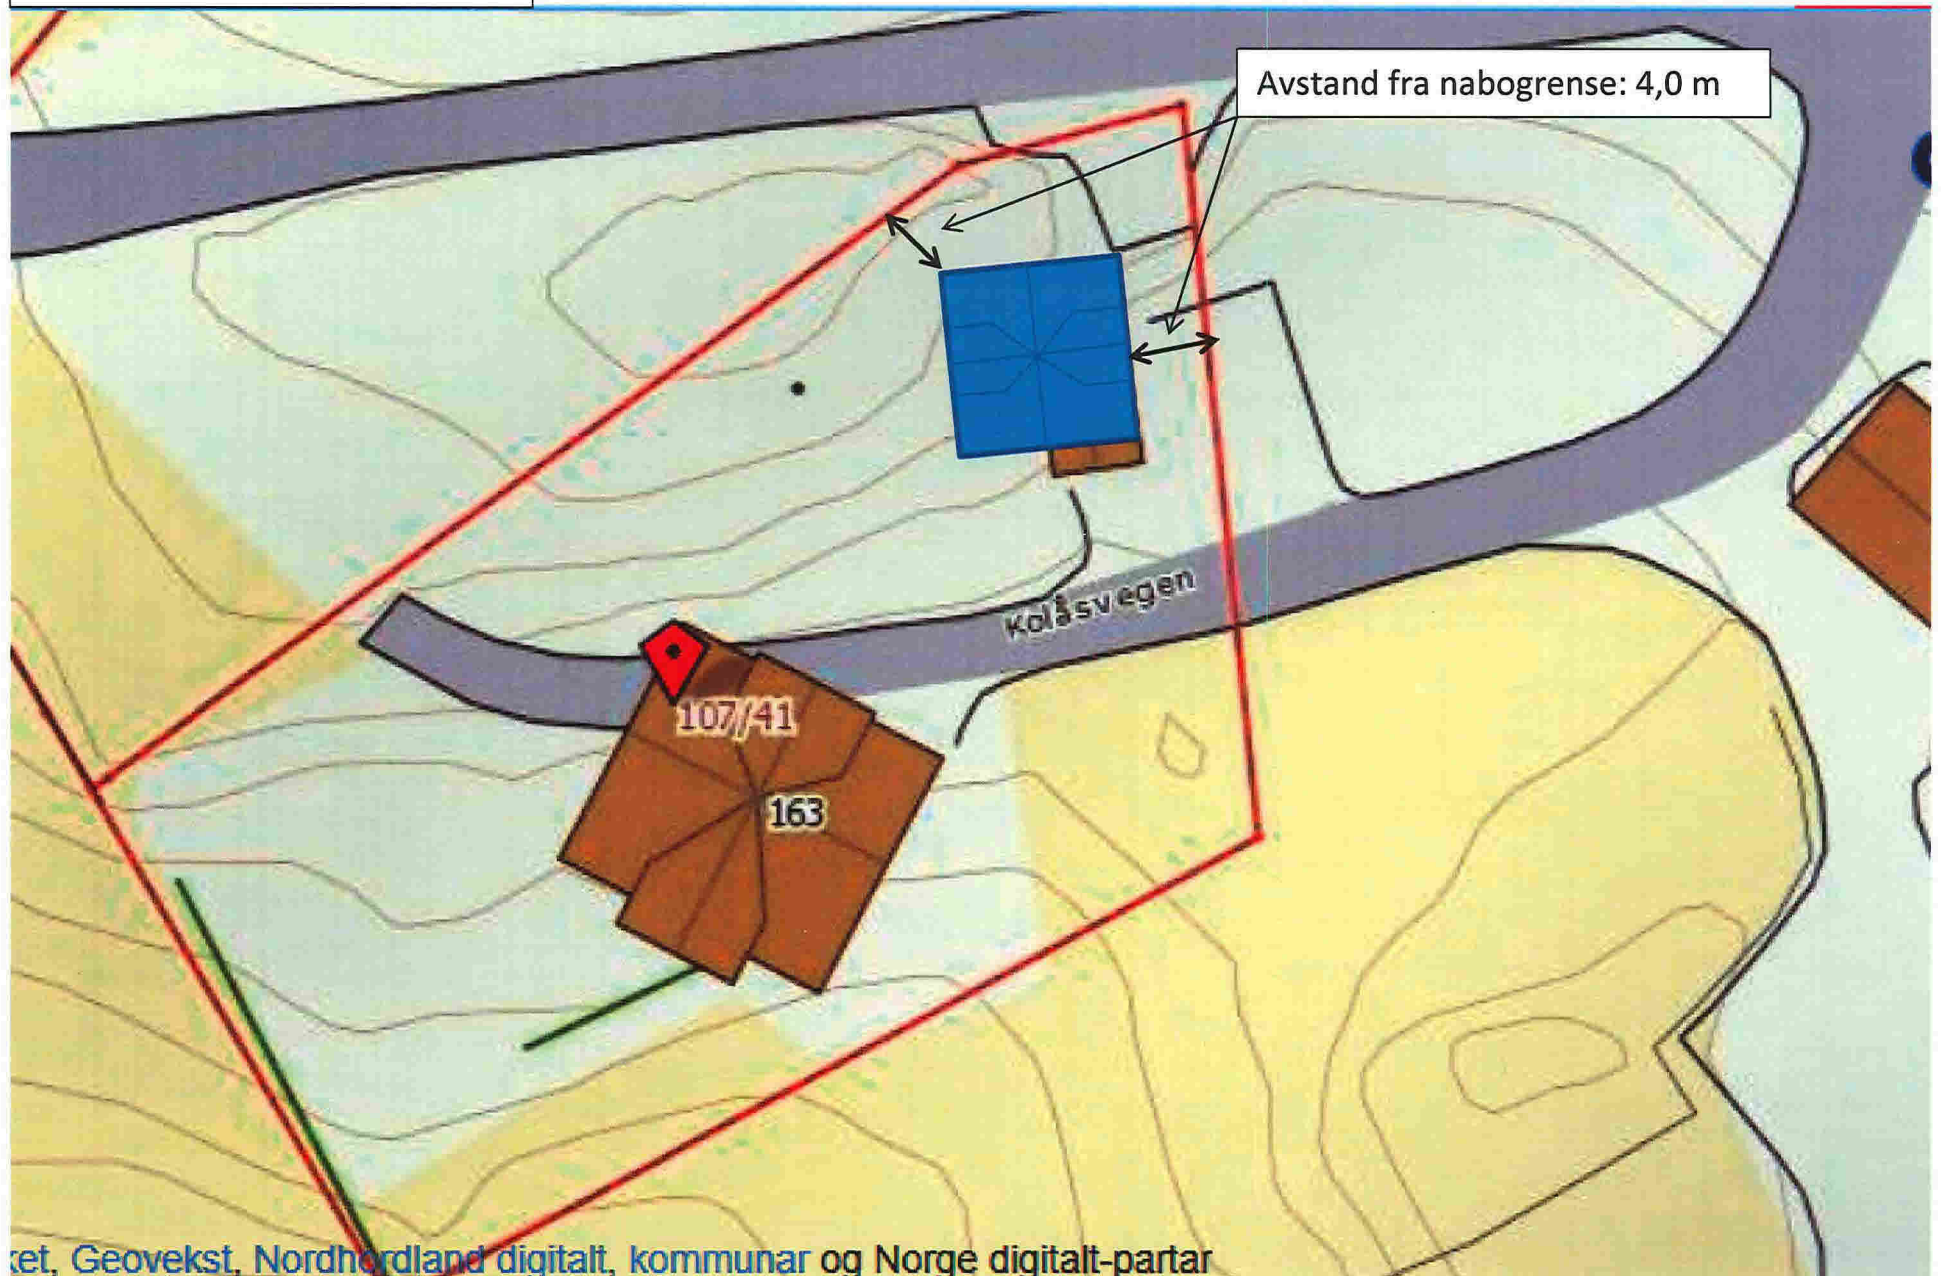 Avstand fra nabogrense: 4,0 m
Kolåsvegen
107/41
163
ket, Geovekst, Nordhordland digitalt, kommunar og Norge digitalt-partar